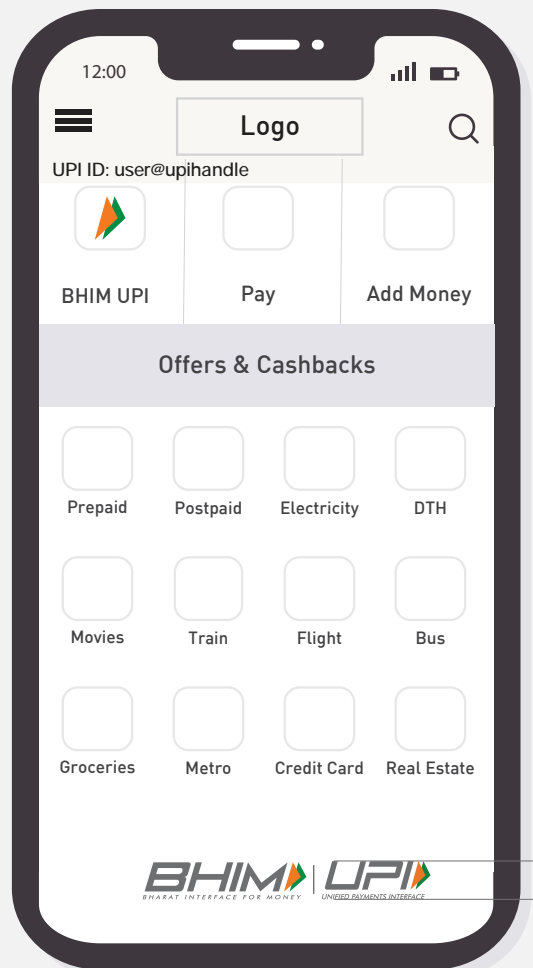 12:00
Logo
UPI ID: user@upihandle
BHIM UPI Pay Add Money
Offers & Cashbacks
Prepaid Postpaid Electricity DTH
Movies Train Flight Bus
Groceries Metro Credit Card Real Estate
BHIM UPI
BHARAT INTERFACE FOR MONEY UNIFIED PAYMENTS INTERFACE